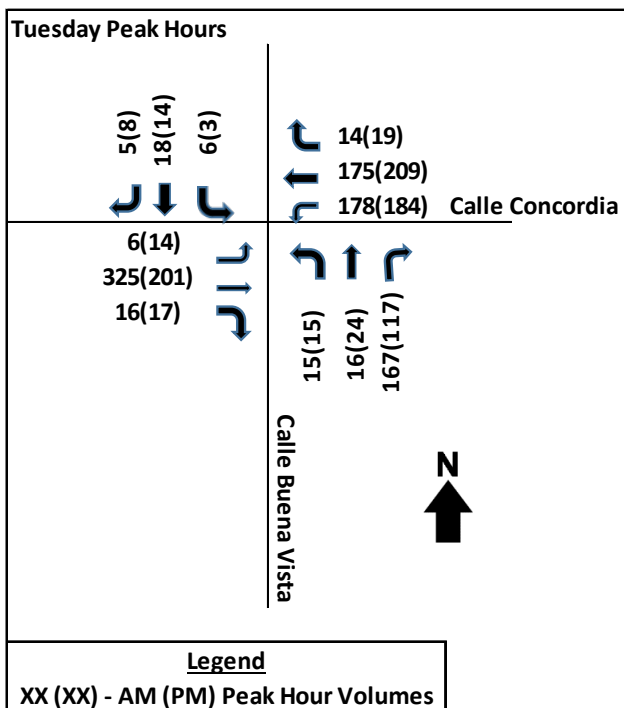 Tuesday Peak Hours
5(8)
18(14)
6(3)
14(19)
175(209)
178(184)
Calle Concordia
6(14)
325(201)
16(17)
15(15)
16(24)
167(117)
Calle Buena Vista
N
Legend
XX (XX) - AM (PM) Peak Hour Volumes